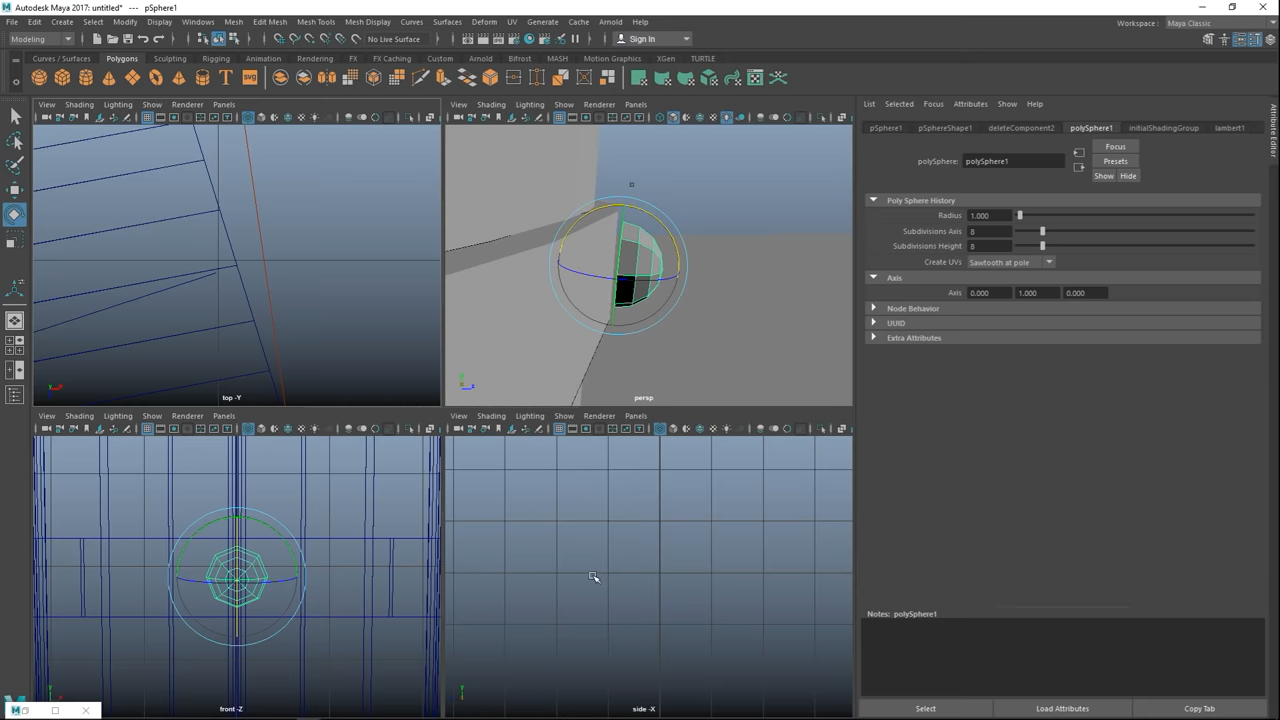 Autodesk Maya 2017: untitled*   ---   pSphere1
File Edit Create Select Modify Display Windows Mesh Edit Mesh Mesh Tools Mesh Display Curves Surfaces Deform UV Generate Cache Arnold Help
Workspace : Maya Classic
Modeling No Live Surface Sign In
Curves / Surfaces Polygons Sculpting Rigging Animation Rendering FX FX Caching Custom Arnold Bifrost MASH Motion Graphics XGen TURTLE
View Shading Lighting Show Renderer Panels
View Shading Lighting Show Renderer Panels
List Selected Focus Attributes Show Help
pSphere1 pSphereShape1 deleteComponent2 polySphere1 initialShadingGroup lambert1
Attribute Editor
Focus
polySphere: polySphere1 Presets
Show Hide
Poly Sphere History
Radius 1.000
Subdivisions Axis 8
Subdivisions Height 8
Create UVs Sawtooth at pole
Axis
Axis 0.000 1.000 0.000
Node Behavior
UUID
Extra Attributes
top -Y
persp
View Shading Lighting Show Renderer Panels
View Shading Lighting Show Renderer Panels
Notes: polySphere1
front -Z
side -X
Select Load Attributes Copy Tab